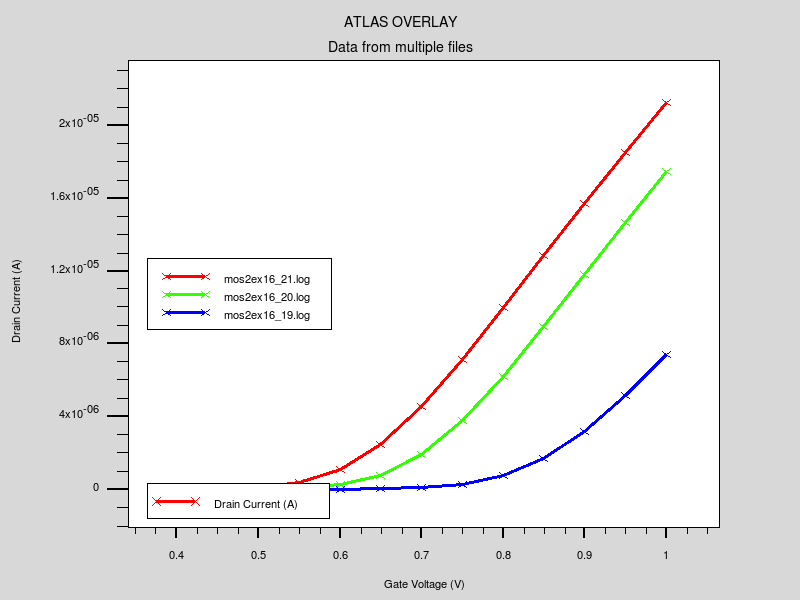 ATLAS OVERLAY
Data from multiple files
2x10-05
1.6x10-05
1.2x10-05
8x10-06
4x10-06
0
Drain Current (A)
mos2ex16_21.log
mos2ex16_20.log
mos2ex16_19.log
Drain Current (A)
0.4 0.5 0.6 0.7 0.8 0.9 1
Gate Voltage (V)